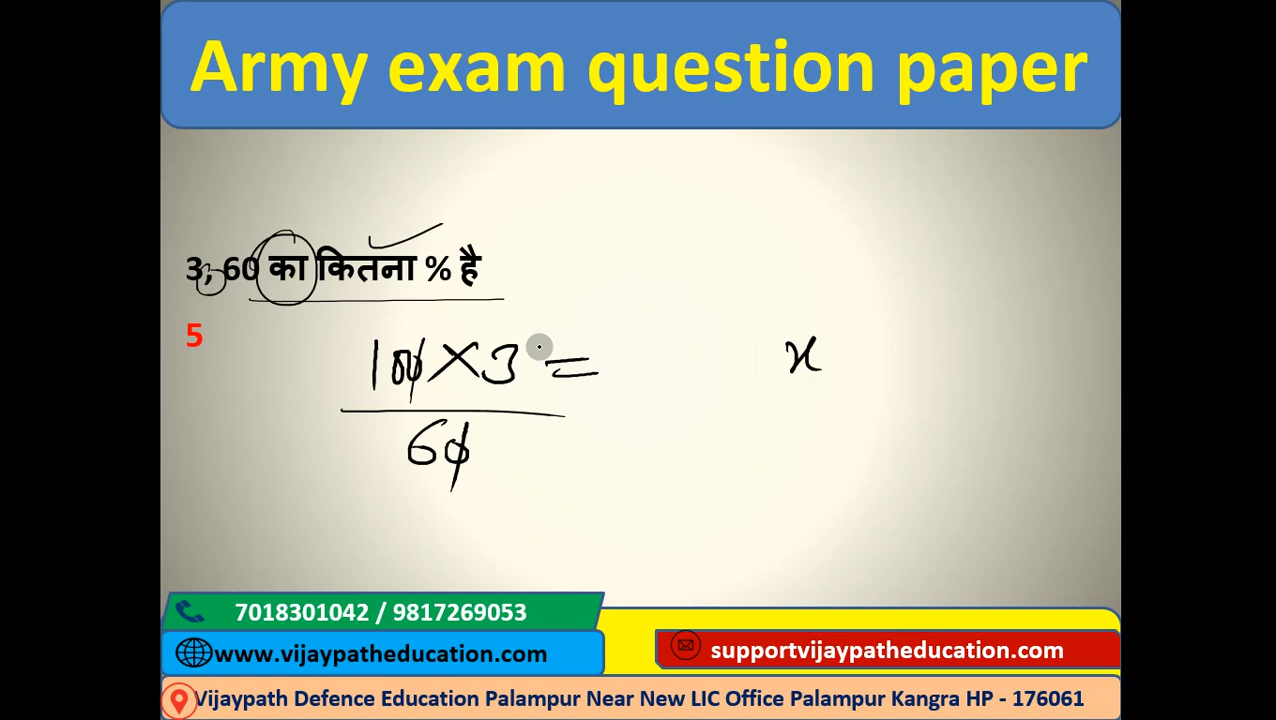 Army exam question paper
3, 60 का कितना % है
5
100 × 3 =
60
x
7018301042 / 9817269053
www.vijaypatheducation.com
supportvijaypatheducation.com
Vijaypath Defence Education Palampur Near New LIC Office Palampur Kangra HP - 176061